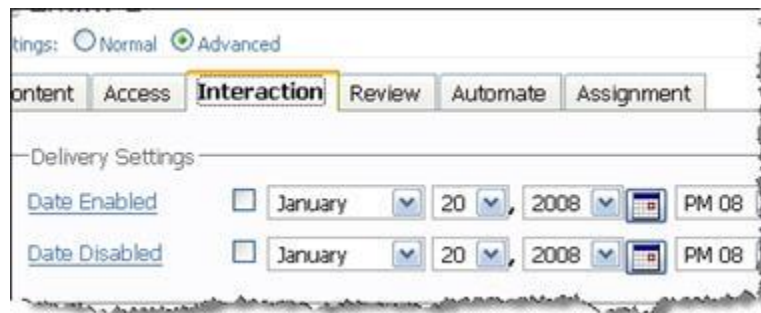 tings: Normal Advanced
ontent Access Interaction Review Automate Assignment
Delivery Settings
Date Enabled January 20 , 2008 PM 08
Date Disabled January 20 , 2008 PM 08